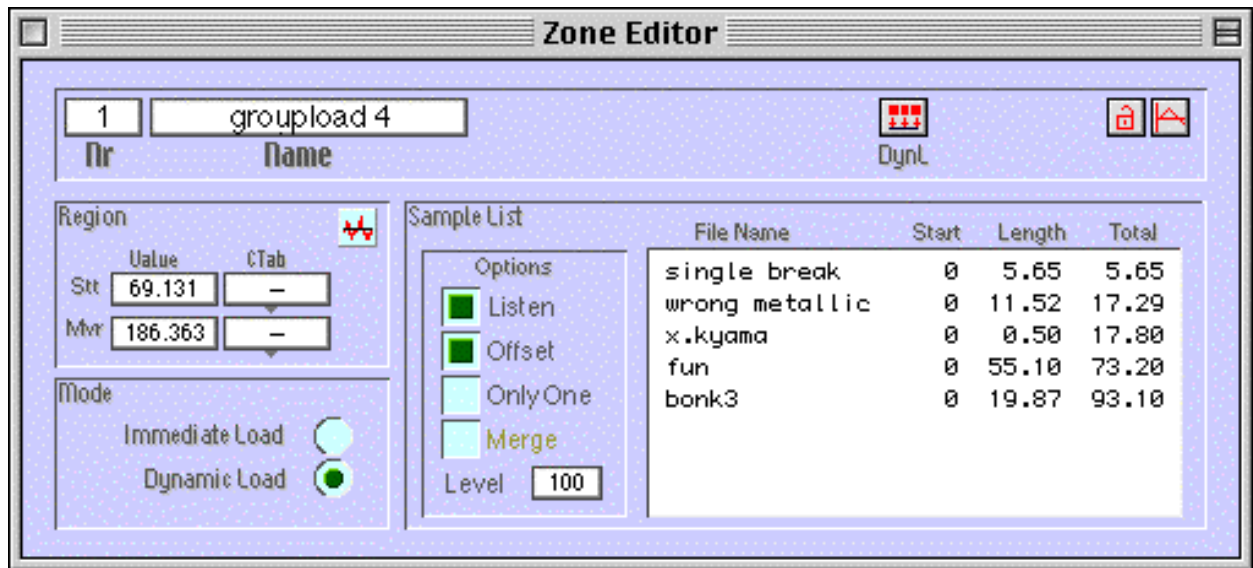 Zone Editor
1 groupload 4
Nr Name
DynL
Region
Value CTab
Stt 69.131 –
Mvr 186.363 –
Mode
Immediate Load
Dynamic Load
Sample List
Options
Listen
Offset
Only One
Merge
Level 100
File Name Start Length Total
single break 0 5.65 5.65
wrong metallic 0 11.52 17.29
x.kyama 0 0.50 17.80
fun 0 55.10 73.20
bonk3 0 19.87 93.10